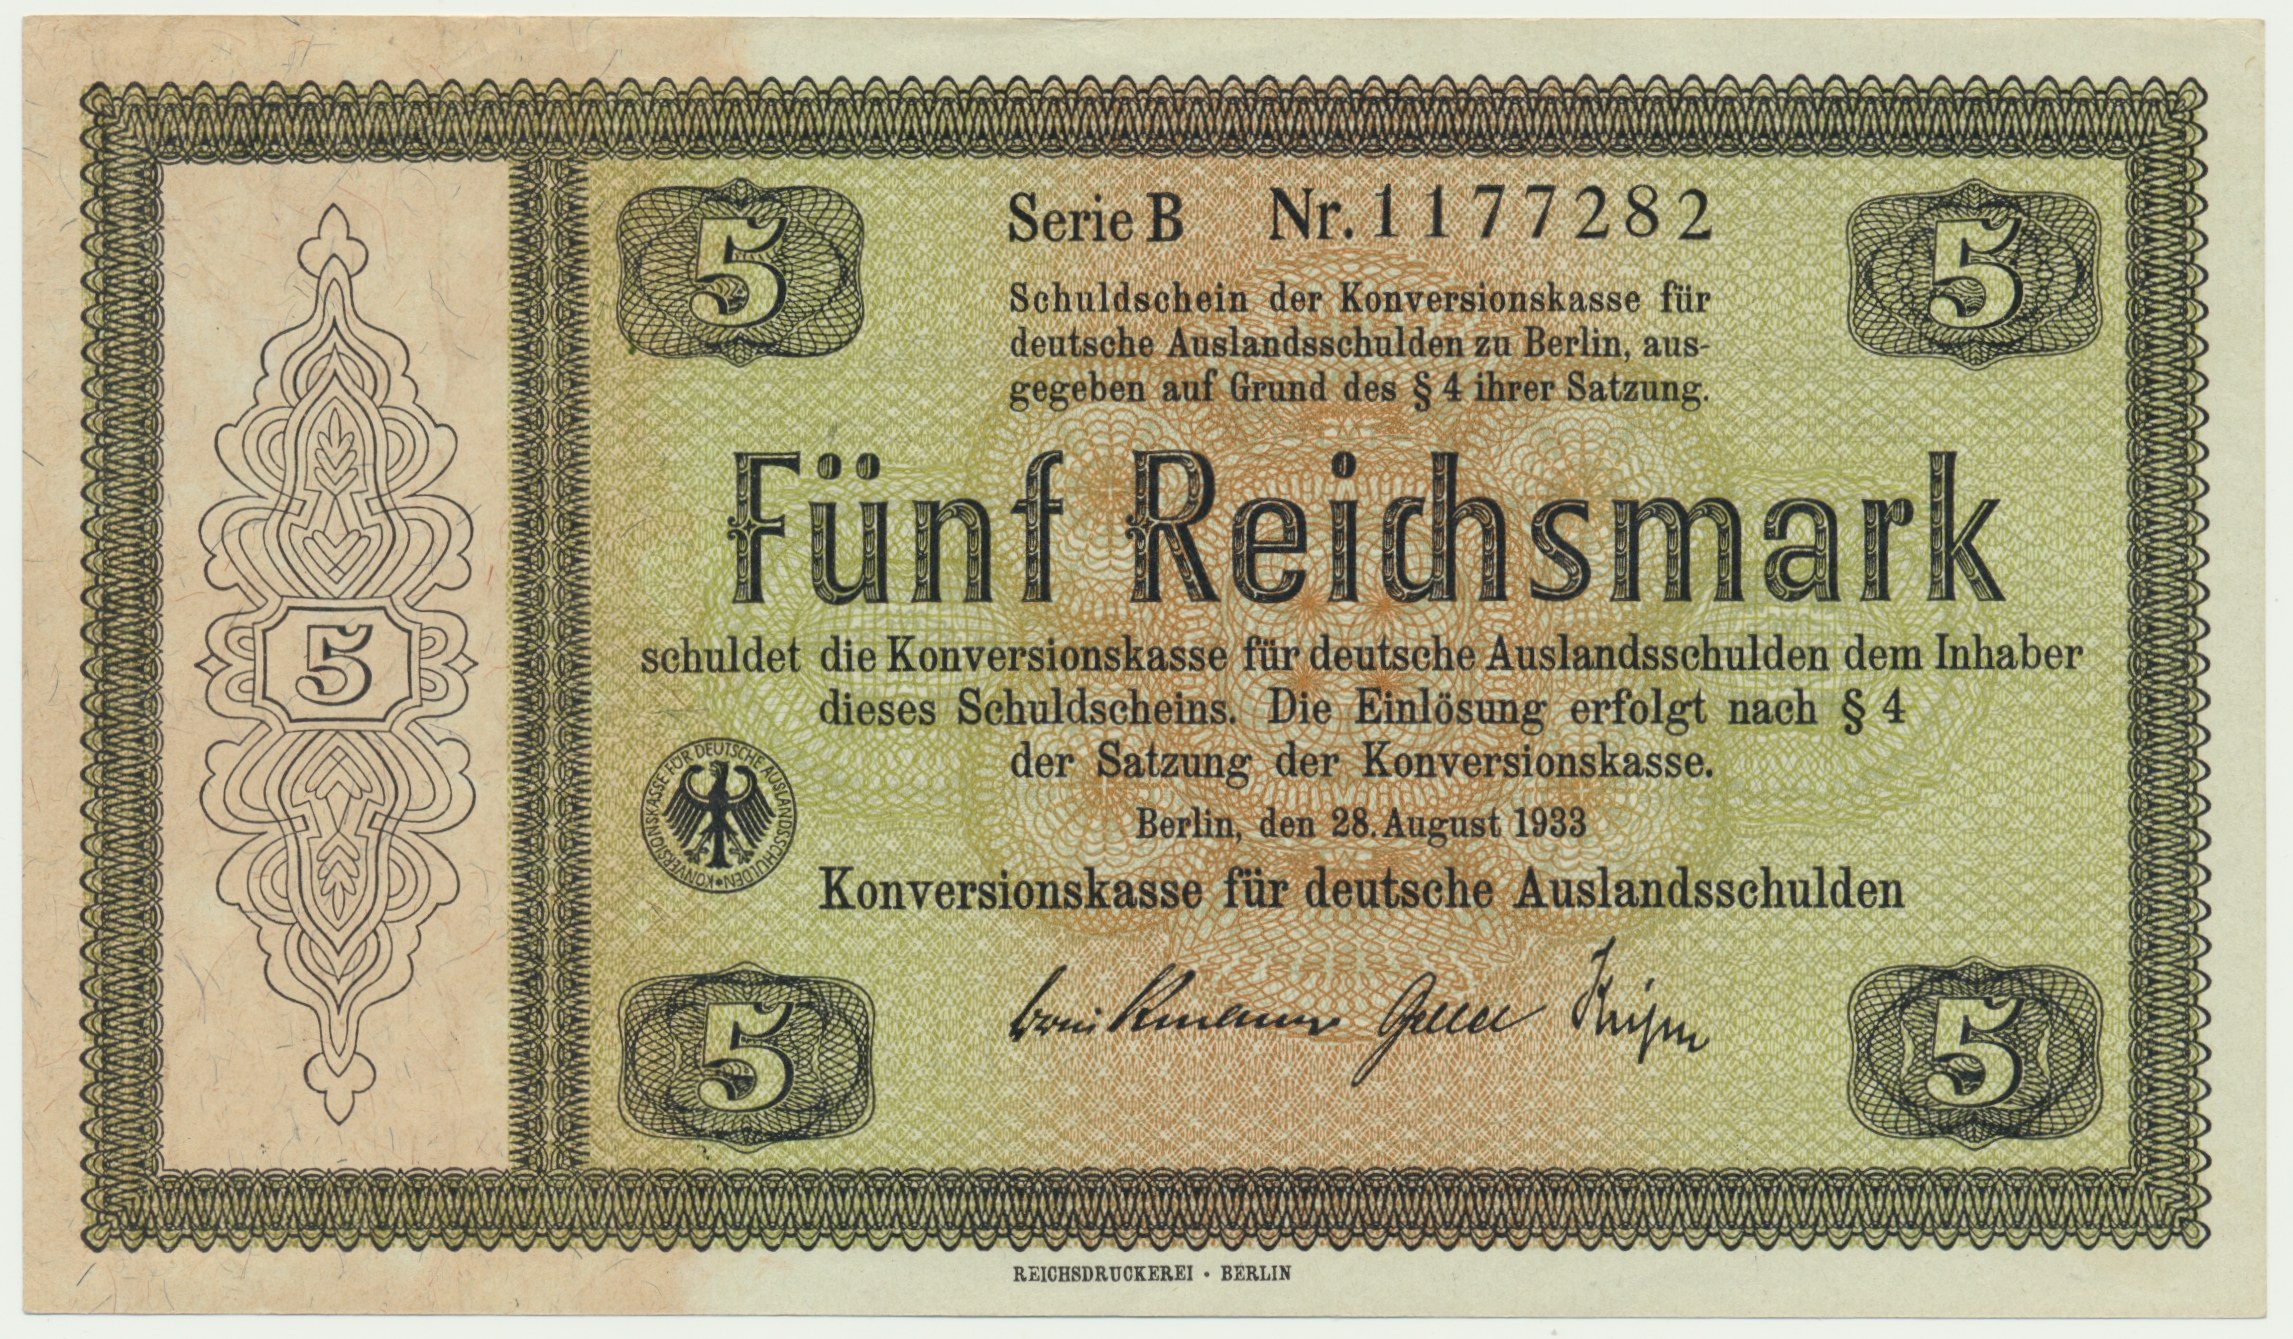 5
5
Serie B Nr. 1177282
Schuldschein der Konversionskasse für
deutsche Auslandsschulden zu Berlin, aus-
gegeben auf Grund des § 4 ihrer Satzung.
Fünf Reichsmark
5
schuldet die Konversionskasse für deutsche Auslandsschulden dem Inhaber
dieses Schuldscheins. Die Einlösung erfolgt nach § 4
der Satzung der Konversionskasse.
KONVERSIONSKASSE FÜR DEUTSCHE AUSLANDSSCHULDEN
Berlin, den 28. August 1933
Konversionskasse für deutsche Auslandsschulden
5
5
REICHSDRUCKEREI • BERLIN